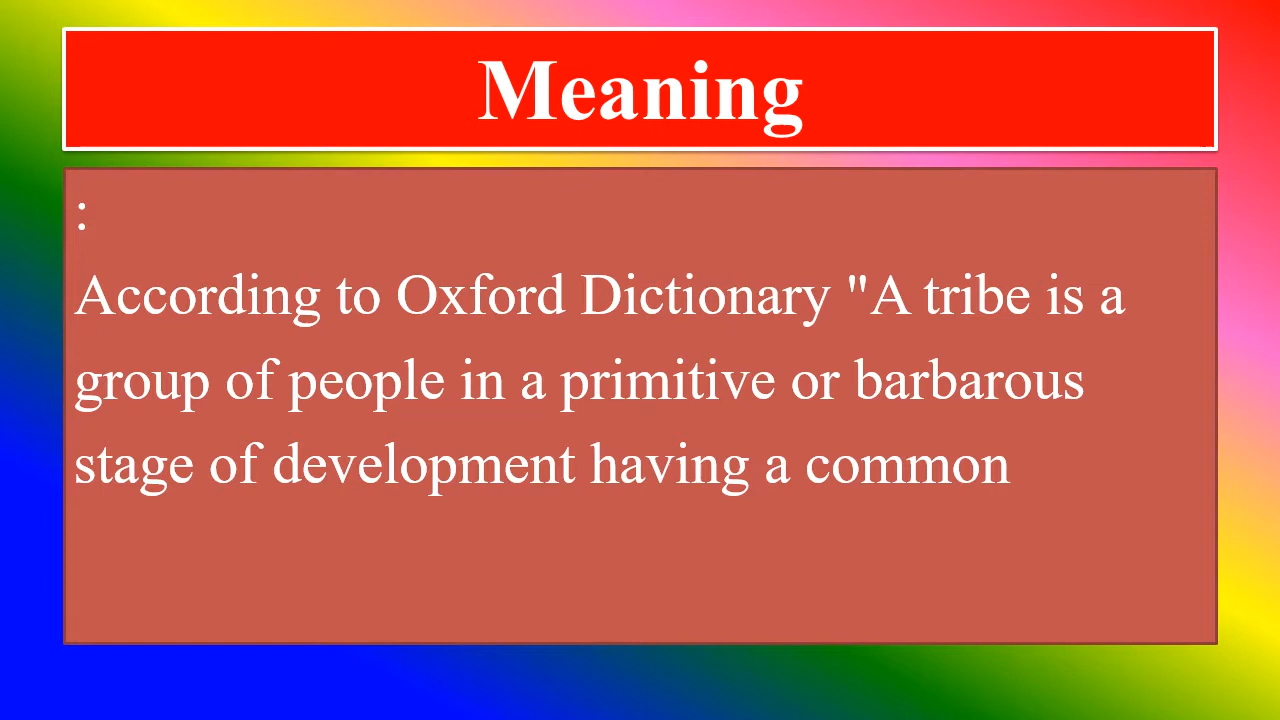 Meaning
:
According to Oxford Dictionary "A tribe is a
group of people in a primitive or barbarous
stage of development having a common